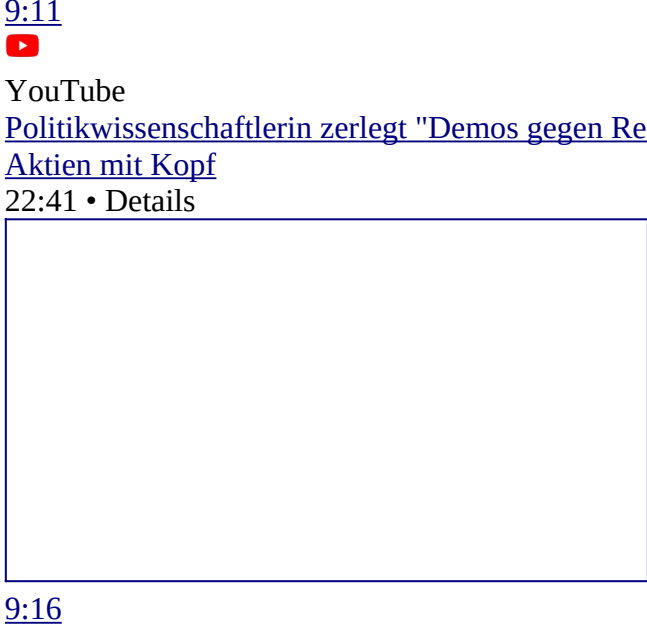 9:11
YouTube
Politikwissenschaftlerin zerlegt "Demos gegen Re
Aktien mit Kopf
22:41 • Details
9:16